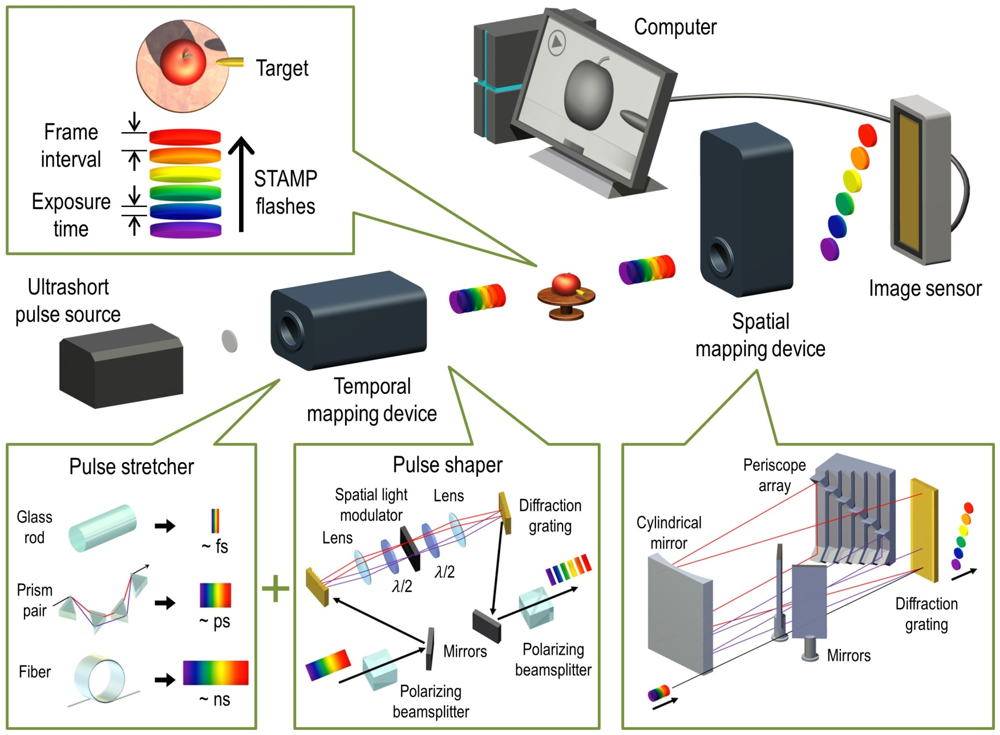 Target
Frame
interval
Exposure
time
STAMP
flashes
Computer
Image sensor
Ultrashort
pulse source
Temporal
mapping device
Spatial
mapping device
Pulse stretcher
Glass
rod
~ fs
Prism
pair
~ ps
Fiber
~ ns
+
Pulse shaper
Spatial light
modulator
Lens
Lens
Diffraction
grating
λ/2
λ/2
Mirrors
Polarizing
beamsplitter
Polarizing
beamsplitter
Periscope
array
Cylindrical
mirror
Diffraction
grating
Mirrors